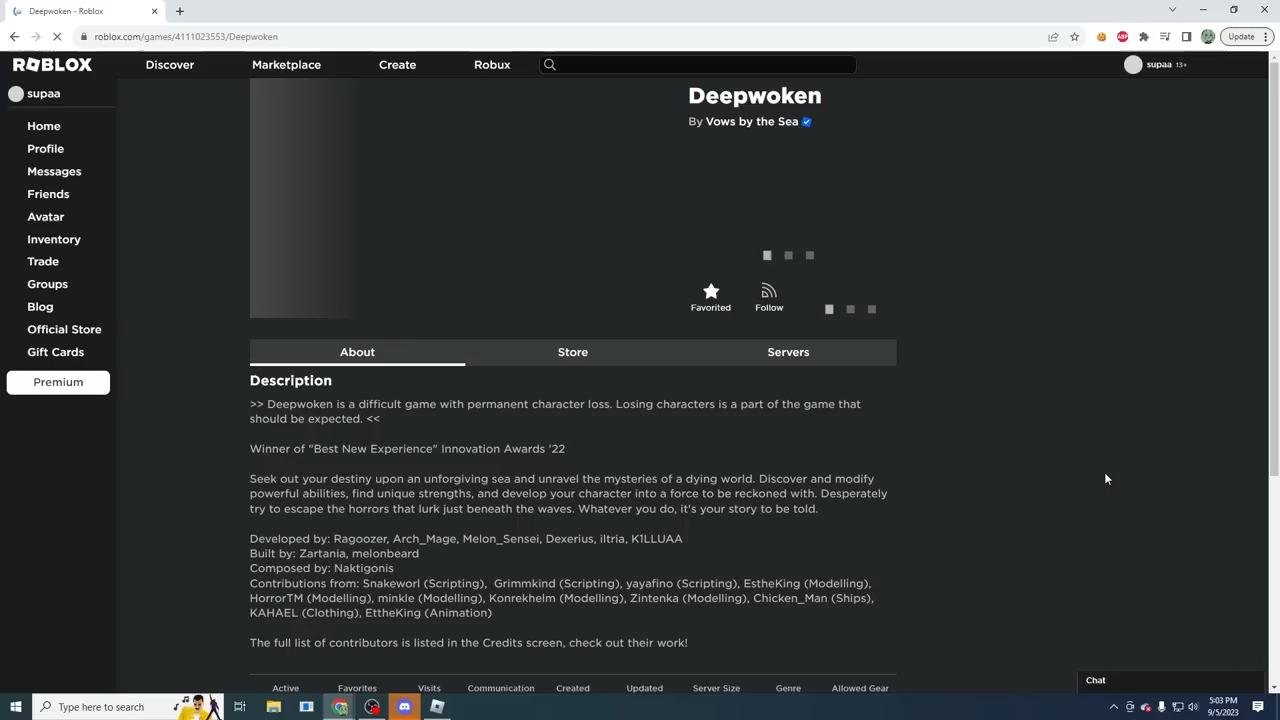 Deepwoken - Roblox
roblox.com/games/4111023553/Deepwoken
ABP
Update
ROBLOX
Discover
Marketplace
Create
Robux
supaa 13+
supaa
Home
Profile
Messages
Friends
Avatar
Inventory
Trade
Groups
Blog
Official Store
Gift Cards
Premium
Deepwoken
By Vows by the Sea
Favorited
Follow
About
Store
Servers
Description
>> Deepwoken is a difficult game with permanent character loss. Losing characters is a part of the game that
should be expected. <<
Winner of "Best New Experience" Innovation Awards '22
Seek out your destiny upon an unforgiving sea and unravel the mysteries of a dying world. Discover and modify
powerful abilities, find unique strengths, and develop your character into a force to be reckoned with. Desperately
try to escape the horrors that lurk just beneath the waves. Whatever you do, it's your story to be told.
Developed by: Ragoozer, Arch_Mage, Melon_Sensei, Dexerius, iltria, K1LLUAA
Built by: Zartania, melonbeard
Composed by: Naktigonis
Contributions from: Snakeworl (Scripting),  Grimmkind (Scripting), yayafino (Scripting), EstheKing (Modelling),
HorrorTM (Modelling), minkle (Modelling), Konrekhelm (Modelling), Zintenka (Modelling), Chicken_Man (Ships),
KAHAEL (Clothing), EttheKing (Animation)
The full list of contributors is listed in the Credits screen, check out their work!
Active
Favorites
Visits
Communication
Created
Updated
Server Size
Genre
Allowed Gear
Chat
Type here to search
5:03 PM
9/5/2023